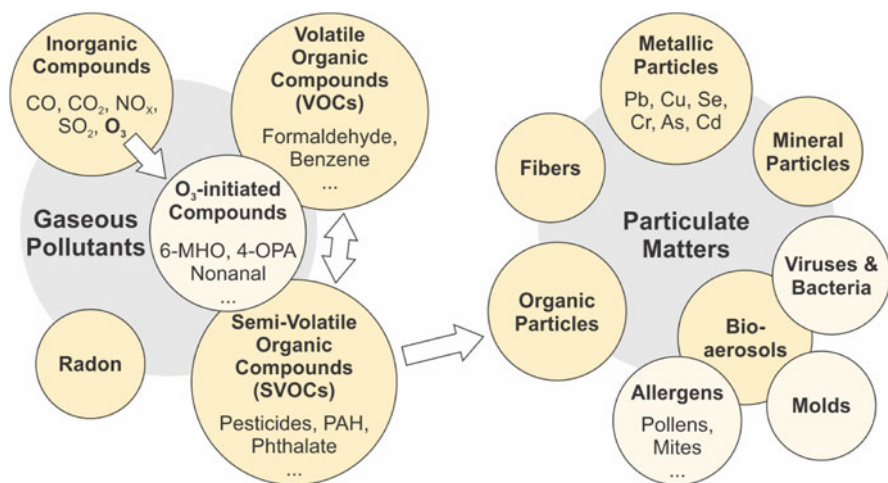 Inorganic
Compounds
CO, CO₂, NOₓ,
SO₂, O₃
Volatile
Organic
Compounds
(VOCs)
Formaldehyde,
Benzene
...
O₃-initiated
Compounds
6-MHO, 4-OPA
Nonanal
...
Gaseous
Pollutants
Radon
Semi-Volatile
Organic
Compounds
(SVOCs)
Pesticides, PAH,
Phthalate
...
Metallic
Particles
Pb, Cu, Se,
Cr, As, Cd
Fibers
Mineral
Particles
Particulate
Matters
Viruses &
Bacteria
Organic
Particles
Bio-
aerosols
Allergens
Pollens,
Mites
...
Molds